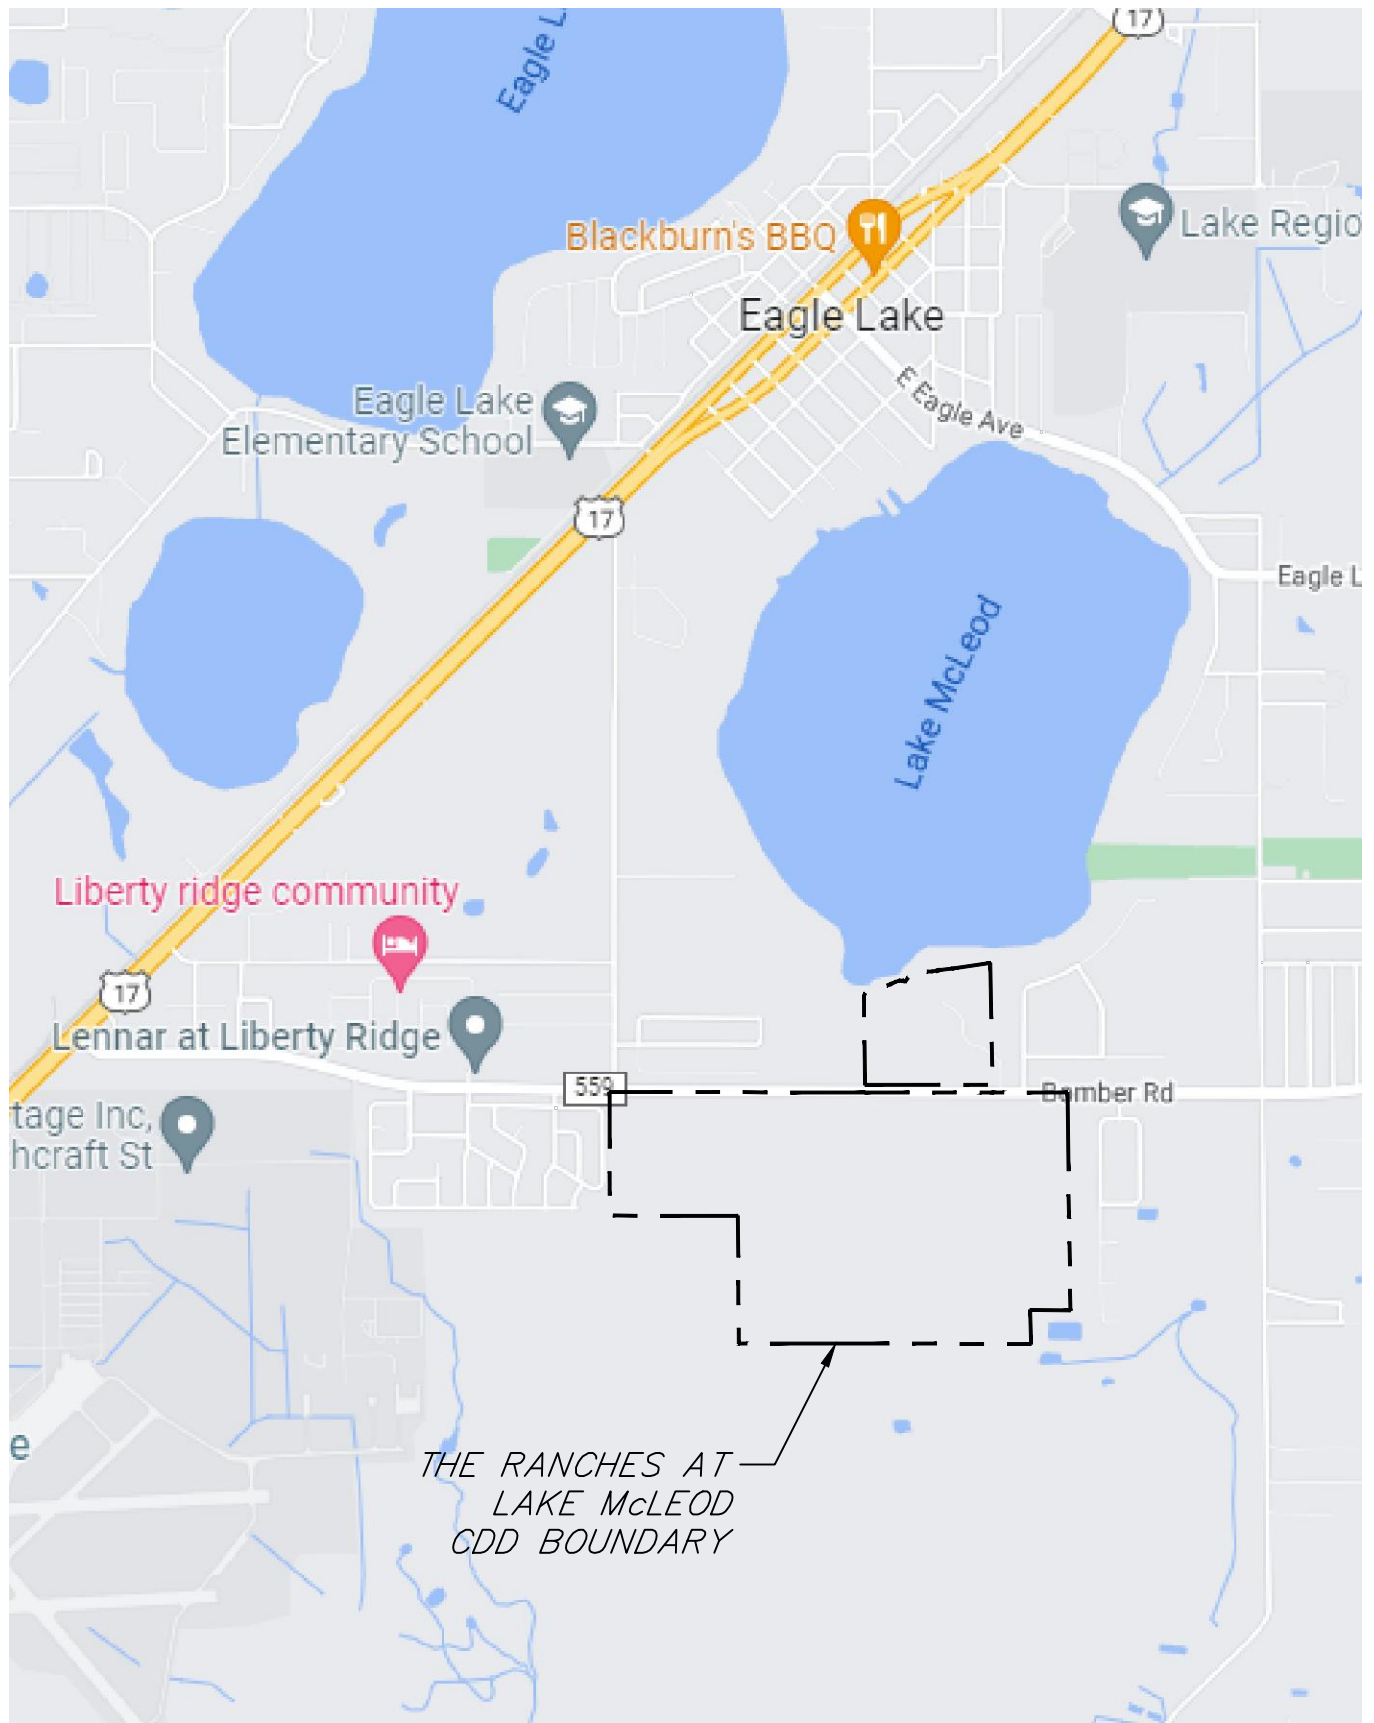 17
Eagle L
Blackburn's BBQ
Lake Regio
Eagle Lake
E Eagle Ave
Eagle Lake
Elementary School
17
Eagle L
Lake McLeod
Liberty ridge community
17
Lennar at Liberty Ridge
559
Bomber Rd
tage Inc,
hcraft St
e
THE RANCHES AT
LAKE McLEOD
CDD BOUNDARY